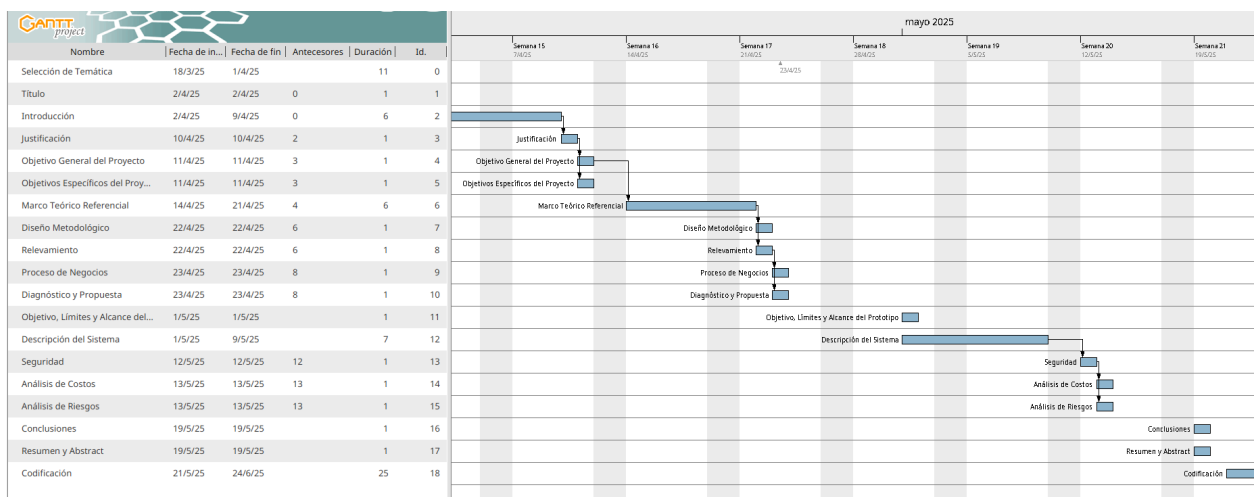 GANTT
project
Nombre Fecha de in... Fecha de fin Antecesores Duración Id.
Selección de Temática 18/3/25 1/4/25 11 0
Título 2/4/25 2/4/25 0 1 1
Introducción 2/4/25 9/4/25 0 6 2
Justificación 10/4/25 10/4/25 2 1 3
Objetivo General del Proyecto 11/4/25 11/4/25 3 1 4
Objetivos Específicos del Proy... 11/4/25 11/4/25 3 1 5
Marco Teórico Referencial 14/4/25 21/4/25 4 6 6
Diseño Metodológico 22/4/25 22/4/25 6 1 7
Relevamiento 22/4/25 22/4/25 6 1 8
Proceso de Negocios 23/4/25 23/4/25 8 1 9
Diagnóstico y Propuesta 23/4/25 23/4/25 8 1 10
Objetivo, Límites y Alcance del... 1/5/25 1/5/25 1 11
Descripción del Sistema 1/5/25 9/5/25 7 12
Seguridad 12/5/25 12/5/25 12 1 13
Análisis de Costos 13/5/25 13/5/25 13 1 14
Análisis de Riesgos 13/5/25 13/5/25 13 1 15
Conclusiones 19/5/25 19/5/25 1 16
Resumen y Abstract 19/5/25 19/5/25 1 17
Codificación 21/5/25 24/6/25 25 18
mayo 2025
Semana 15 Semana 16 Semana 17 Semana 18 Semana 19 Semana 20 Semana 21
7/4/25 14/4/25 21/4/25 28/4/25 5/5/25 12/5/25 19/5/25
23/4/25
Justificación
Objetivo General del Proyecto
Objetivos Específicos del Proyecto
Marco Teórico Referencial
Diseño Metodológico
Relevamiento
Proceso de Negocios
Diagnóstico y Propuesta
Objetivo, Límites y Alcance del Prototipo
Descripción del Sistema
Seguridad
Análisis de Costos
Análisis de Riesgos
Conclusiones
Resumen y Abstract
Codificación